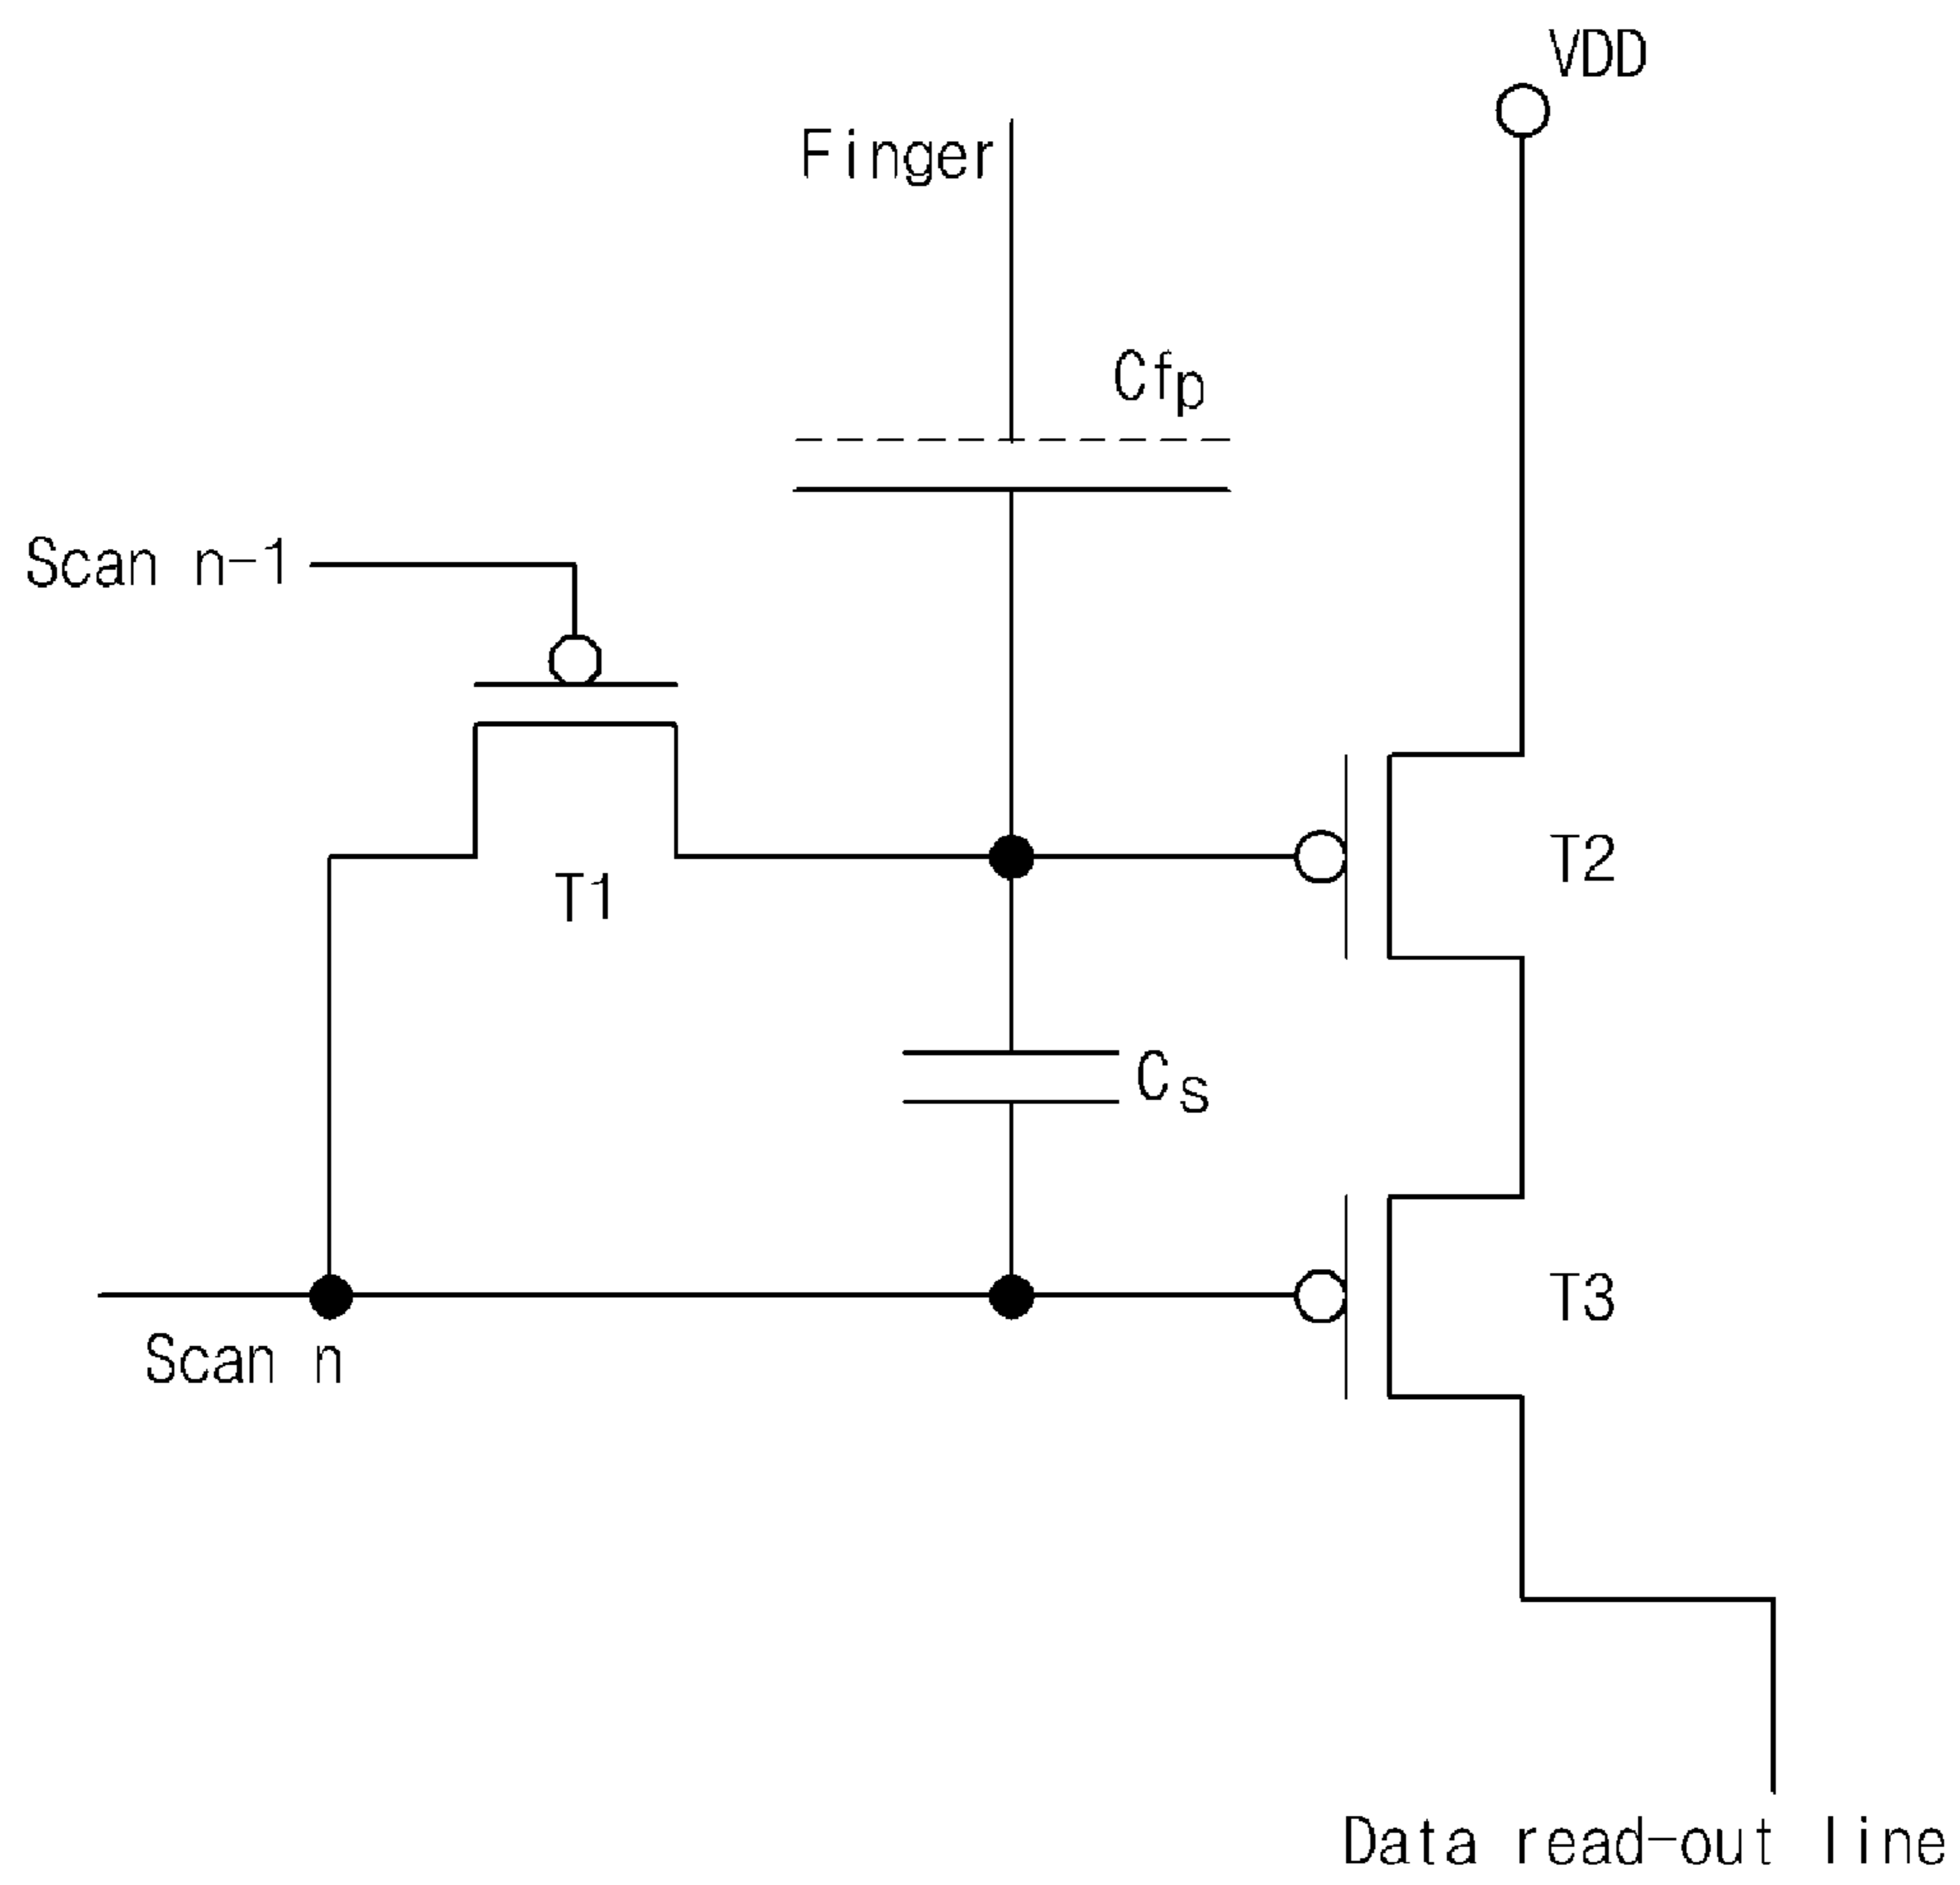 VDD
Finger
Cfp
Scan n-1
T1
T2
Cs
T3
Scan n
Data read-out line